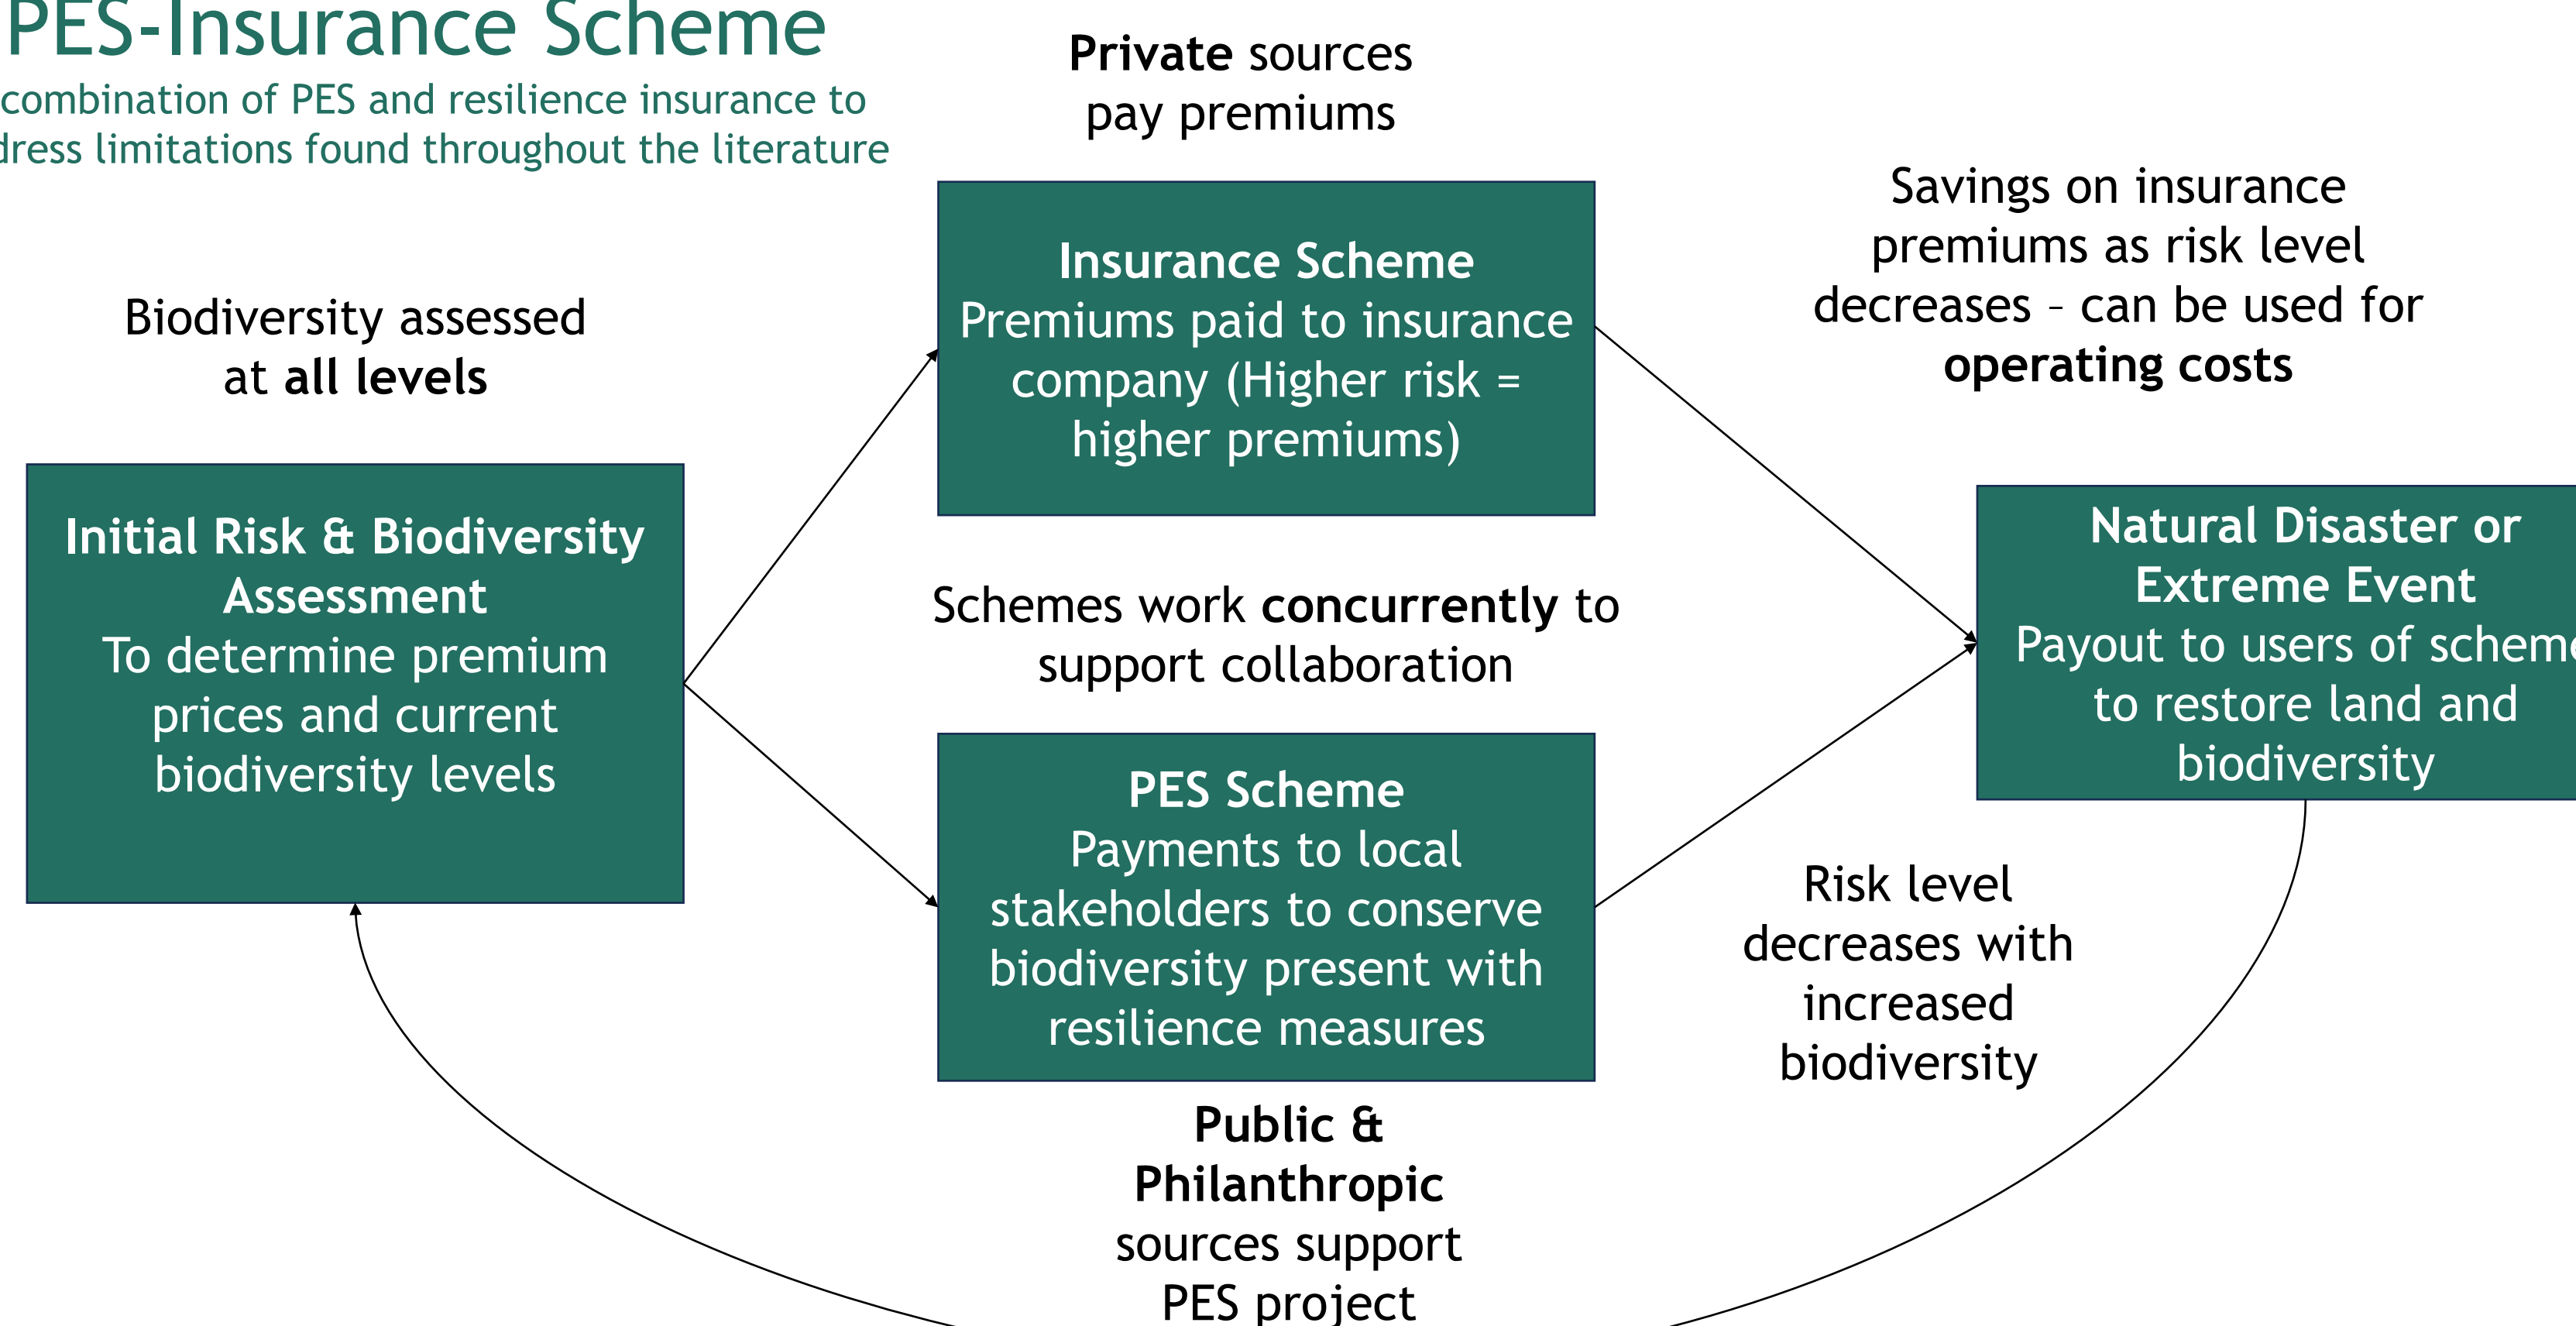 PES-Insurance Scheme
combination of PES and resilience insurance to
dress limitations found throughout the literature
Private sources
pay premiums
Biodiversity assessed
at all levels
Initial Risk & Biodiversity
Assessment
To determine premium
prices and current
biodiversity levels
Insurance Scheme
Premiums paid to insurance
company (Higher risk =
higher premiums)
Schemes work concurrently to
support collaboration
PES Scheme
Payments to local
stakeholders to conserve
biodiversity present with
resilience measures
Public &
Philanthropic
sources support
PES project
Savings on insurance
premiums as risk level
decreases – can be used for
operating costs
Natural Disaster or
Extreme Event
Payout to users of scheme
to restore land and
biodiversity
Risk level
decreases with
increased
biodiversity